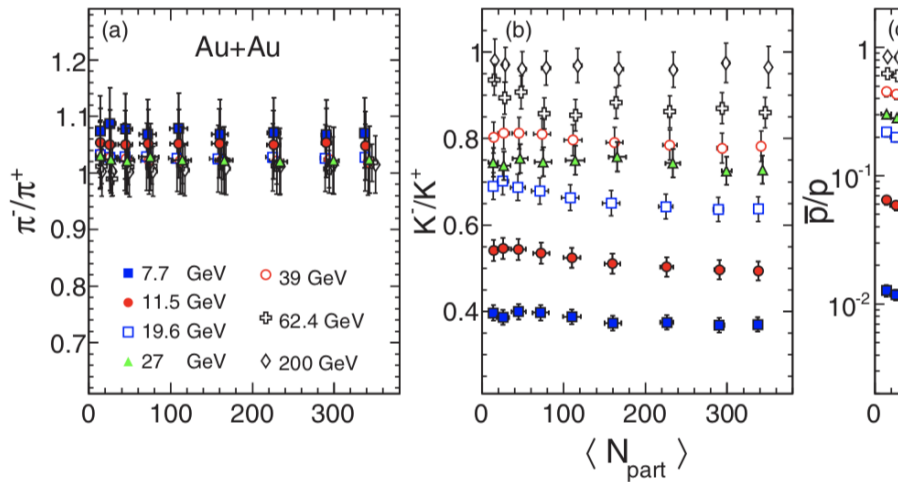 (a)
Au+Au
1.2
1.1
1
0.9
0.8
0.7
π⁻/π⁺
7.7 GeV
11.5 GeV
19.6 GeV
27 GeV
39 GeV
62.4 GeV
200 GeV
0 100 200 300
(b)
1
0.8
0.6
0.4
K⁻/K⁺
0 100 200 300
⟨ N_part ⟩
(c
1
10⁻¹
10⁻²
p̄/p
0